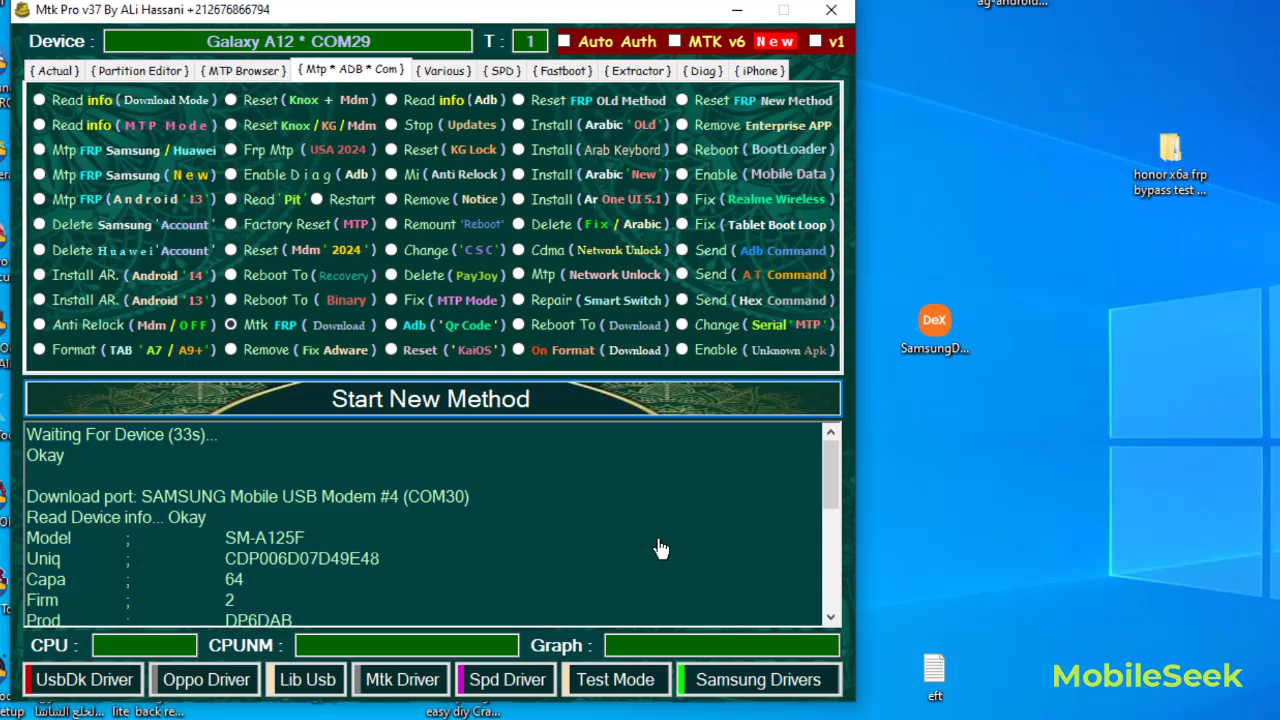 Mtk Pro v37 By ALi Hassani +212676866794
ag-android...
Device : Galaxy A12 * COM29 T : 1 Auto Auth MTK v6 New v1
{ Actual } { Partition Editor } { MTP Browser } { Mtp * ADB * Com } { Various } { SPD } { Fastboot } { Extractor } { Diag } { iPhone }
Read info ( Download Mode ) Reset ( Knox + Mdm ) Read info ( Adb ) Reset FRP OLd Method Reset FRP New Method
Read info ( M T P M o d e ) Reset Knox / KG / Mdm Stop ( Updates ) Install ( Arabic ' OLd ) Remove Enterprise APP
Mtp FRP Samsung / Huawei Frp Mtp ( USA 2024 ) Reset ( KG Lock ) Install ( Arab Keybord ) Reboot ( BootLoader )
Mtp FRP Samsung ( N e w ) Enable D i a g ( Adb ) Mi ( Anti Relock ) Install ( Arabic 'New' ) Enable ( Mobile Data )
Mtp FRP ( A n d r o i d ' 13 ' ) Read ' Pit ' Restart Remove ( Notice ) Install ( Ar One UI 5.1 ) Fix ( Realme Wireless )
Delete Samsung 'Account' Factory Reset ( MTP ) Remount 'Reboot' Delete ( F i x / Arabic ) Fix ( Tablet Boot Loop )
Delete H u a w e i 'Account' Reset ( Mdm ' 2024 ) Change ( ' C S C ' ) Cdma ( Network Unlock ) Send ( Adb Command )
Install AR. ( Android ' 14 ' ) Reboot To ( Recovery ) Delete ( PayJoy ) Mtp ( Network Unlock ) Send ( A T Command )
Install AR. ( Android ' 13 ' ) Reboot To ( Binary ) Fix ( MTP Mode ) Repair ( Smart Switch ) Send ( Hex Command )
Anti Relock ( Mdm / O F F ) Mtk FRP ( Download ) Adb ( ' Qr Code ' ) Reboot To ( Download ) Change ( Serial ' MTP ' )
Format ( TAB ' A7 / A9+ ' ) Remove ( Fix Adware ) Reset ( ' KaiOS ' ) On Format ( Download ) Enable ( Unknown Apk )
Start New Method
Waiting For Device (33s)...
Okay
Download port: SAMSUNG Mobile USB Modem #4 (COM30)
Read Device info... Okay
Model ; SM-A125F
Uniq ; CDP006D07D49E48
Capa ; 64
Firm ; 2
Prod ; DP6DAB
CPU : CPUNM : Graph :
UsbDk Driver Oppo Driver Lib Usb Mtk Driver Spd Driver Test Mode Samsung Drivers
honor x6a frp
bypass test ...
DeX
SamsungD...
eft
MobileSeek
lite_back re...
easy diy Cra...